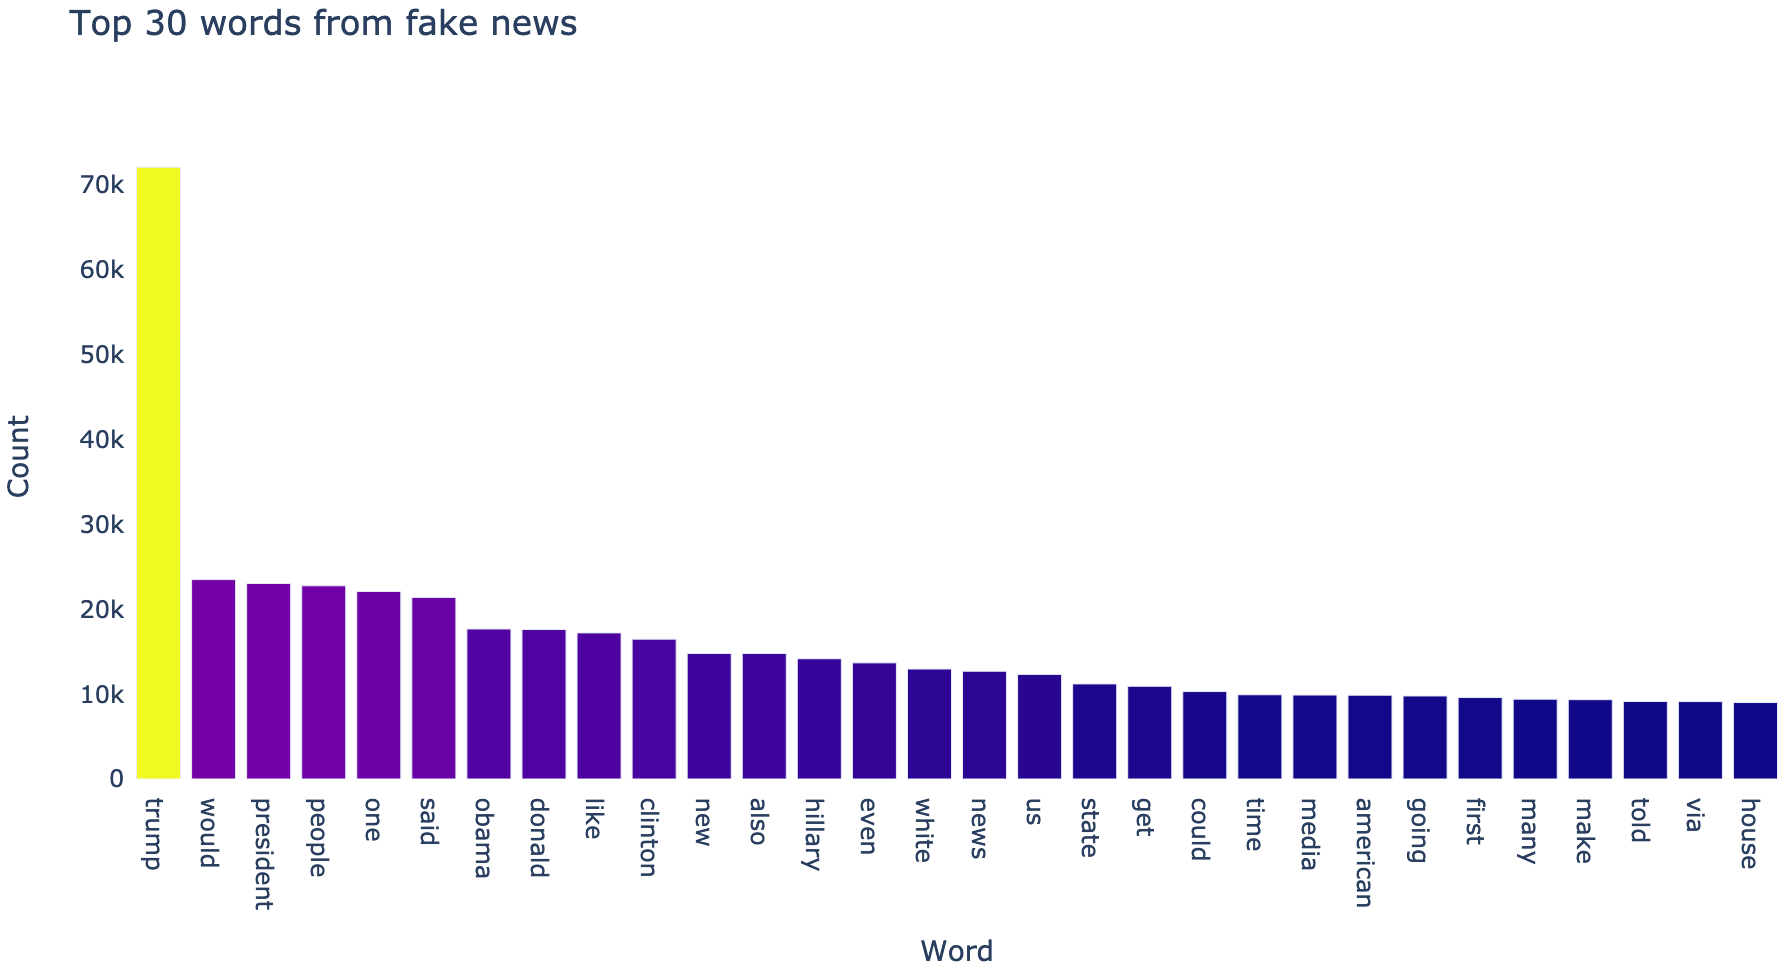 Top 30 words from fake news
Count
70k
60k
50k
40k
30k
20k
10k
0
trump
would
president
people
one
said
obama
donald
like
clinton
new
also
hillary
even
white
news
us
state
get
could
time
media
american
going
first
many
make
told
via
house
Word